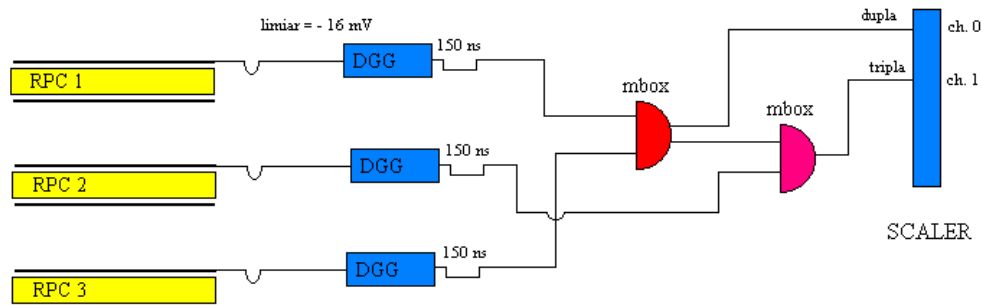 limiar = - 16 mV
dupla
ch. 0
150 ns
DGG
RPC 1
tripla
ch. 1
mbox
mbox
150 ns
DGG
RPC 2
SCALER
150 ns
DGG
RPC 3